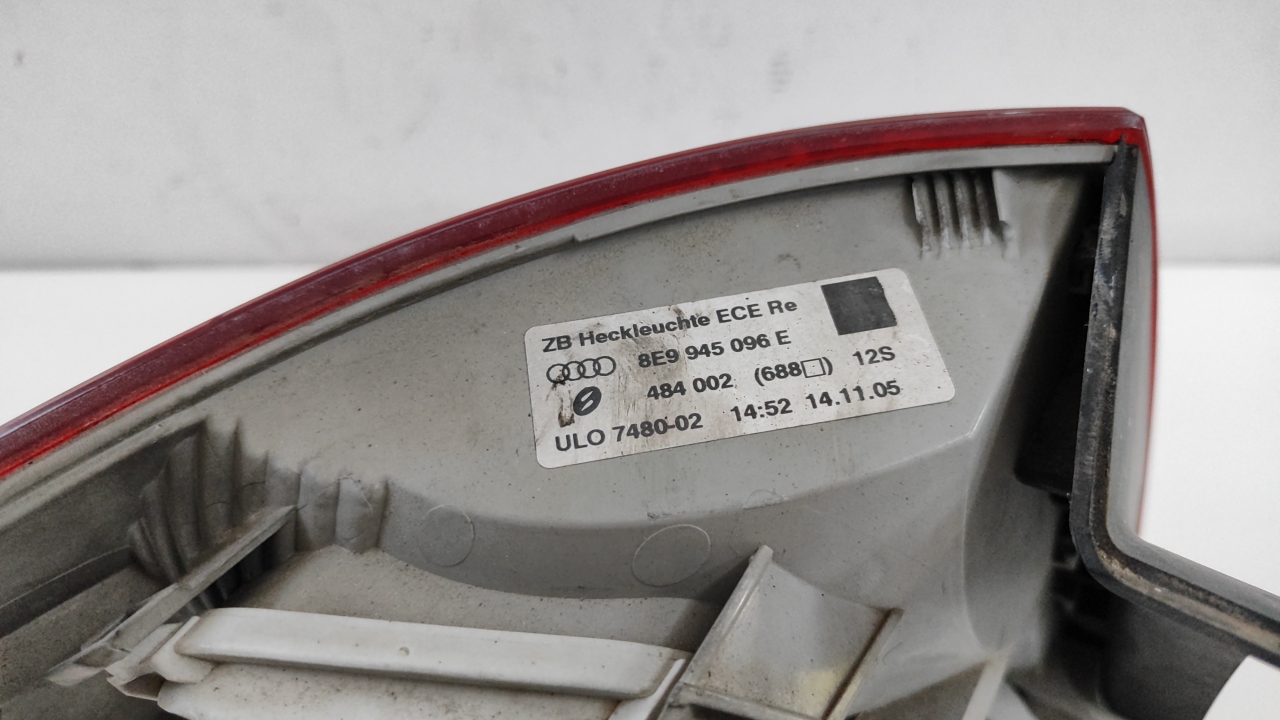 ZB Heckleuchte ECE Re
8E9 945 096 E
484 002 (688□) 12S
ULO 7480-02 14:52 14.11.05